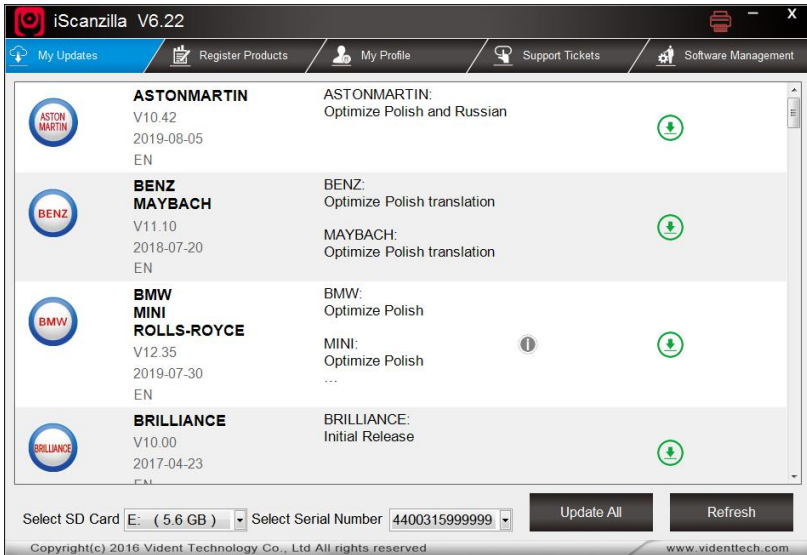 iScanzilla V6.22
X
My Updates
Register Products
My Profile
Support Tickets
Software Management
ASTON
MARTIN
ASTONMARTIN
V10.42
2019-08-05
EN
ASTONMARTIN:
Optimize Polish and Russian
BENZ
BENZ
MAYBACH
V11.10
2018-07-20
EN
BENZ:
Optimize Polish translation
MAYBACH:
Optimize Polish translation
BMW
BMW
MINI
ROLLS-ROYCE
V12.35
2019-07-30
EN
BMW:
Optimize Polish
MINI:
Optimize Polish
...
BRILLIANCE
BRILLIANCE
V10.00
2017-04-23
EN
BRILLIANCE:
Initial Release
Select SD Card E: ( 5.6 GB ) Select Serial Number 4400315999999 Update All Refresh
Copyright(c) 2016 Vident Technology Co., Ltd All rights reserved www.videnttech.com